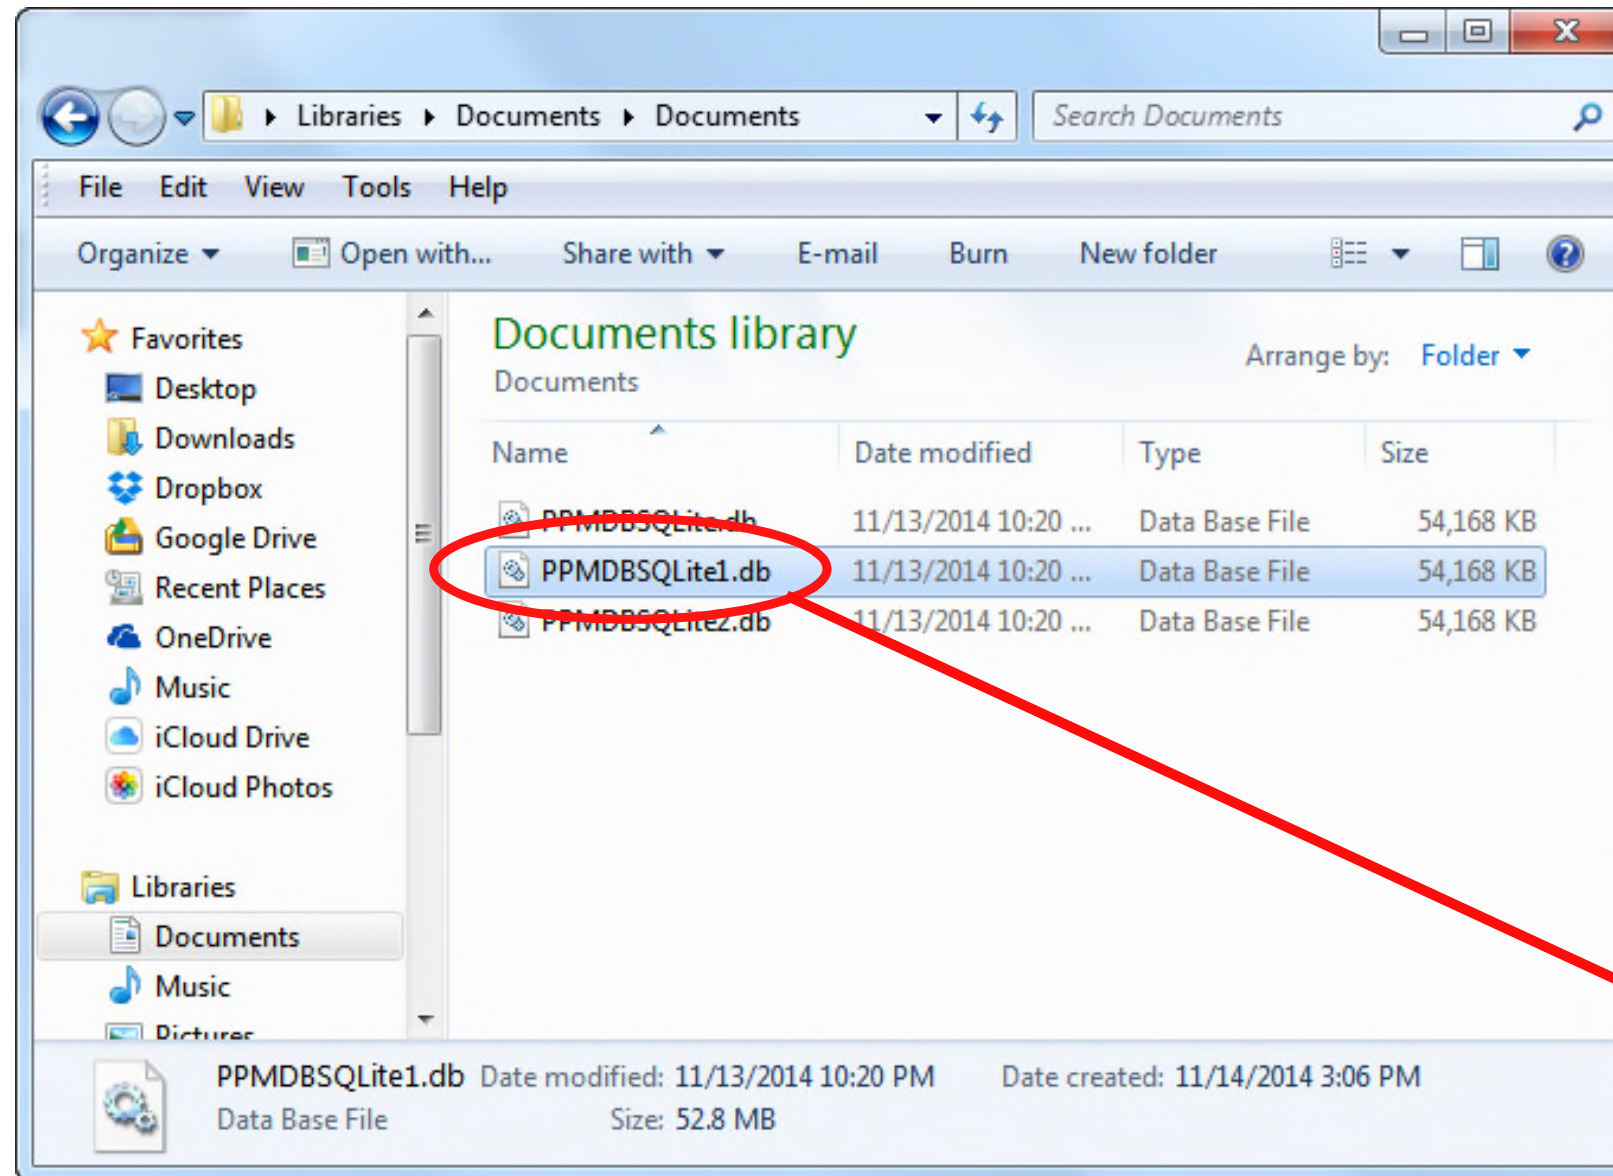 Libraries Documents Documents Search Documents
File Edit View Tools Help
Organize Open with... Share with E-mail Burn New folder
Favorites
Desktop
Downloads
Dropbox
Google Drive
Recent Places
OneDrive
Music
iCloud Drive
iCloud Photos
Libraries
Documents
Music
Pictures
Documents library
Documents
Arrange by: Folder
Name Date modified Type Size
PPMDBSQLite.db 11/13/2014 10:20 ... Data Base File 54,168 KB
PPMDBSQLite1.db 11/13/2014 10:20 ... Data Base File 54,168 KB
PPMDBSQLite2.db 11/13/2014 10:20 ... Data Base File 54,168 KB
PPMDBSQLite1.db Date modified: 11/13/2014 10:20 PM Date created: 11/14/2014 3:06 PM
Data Base File Size: 52.8 MB